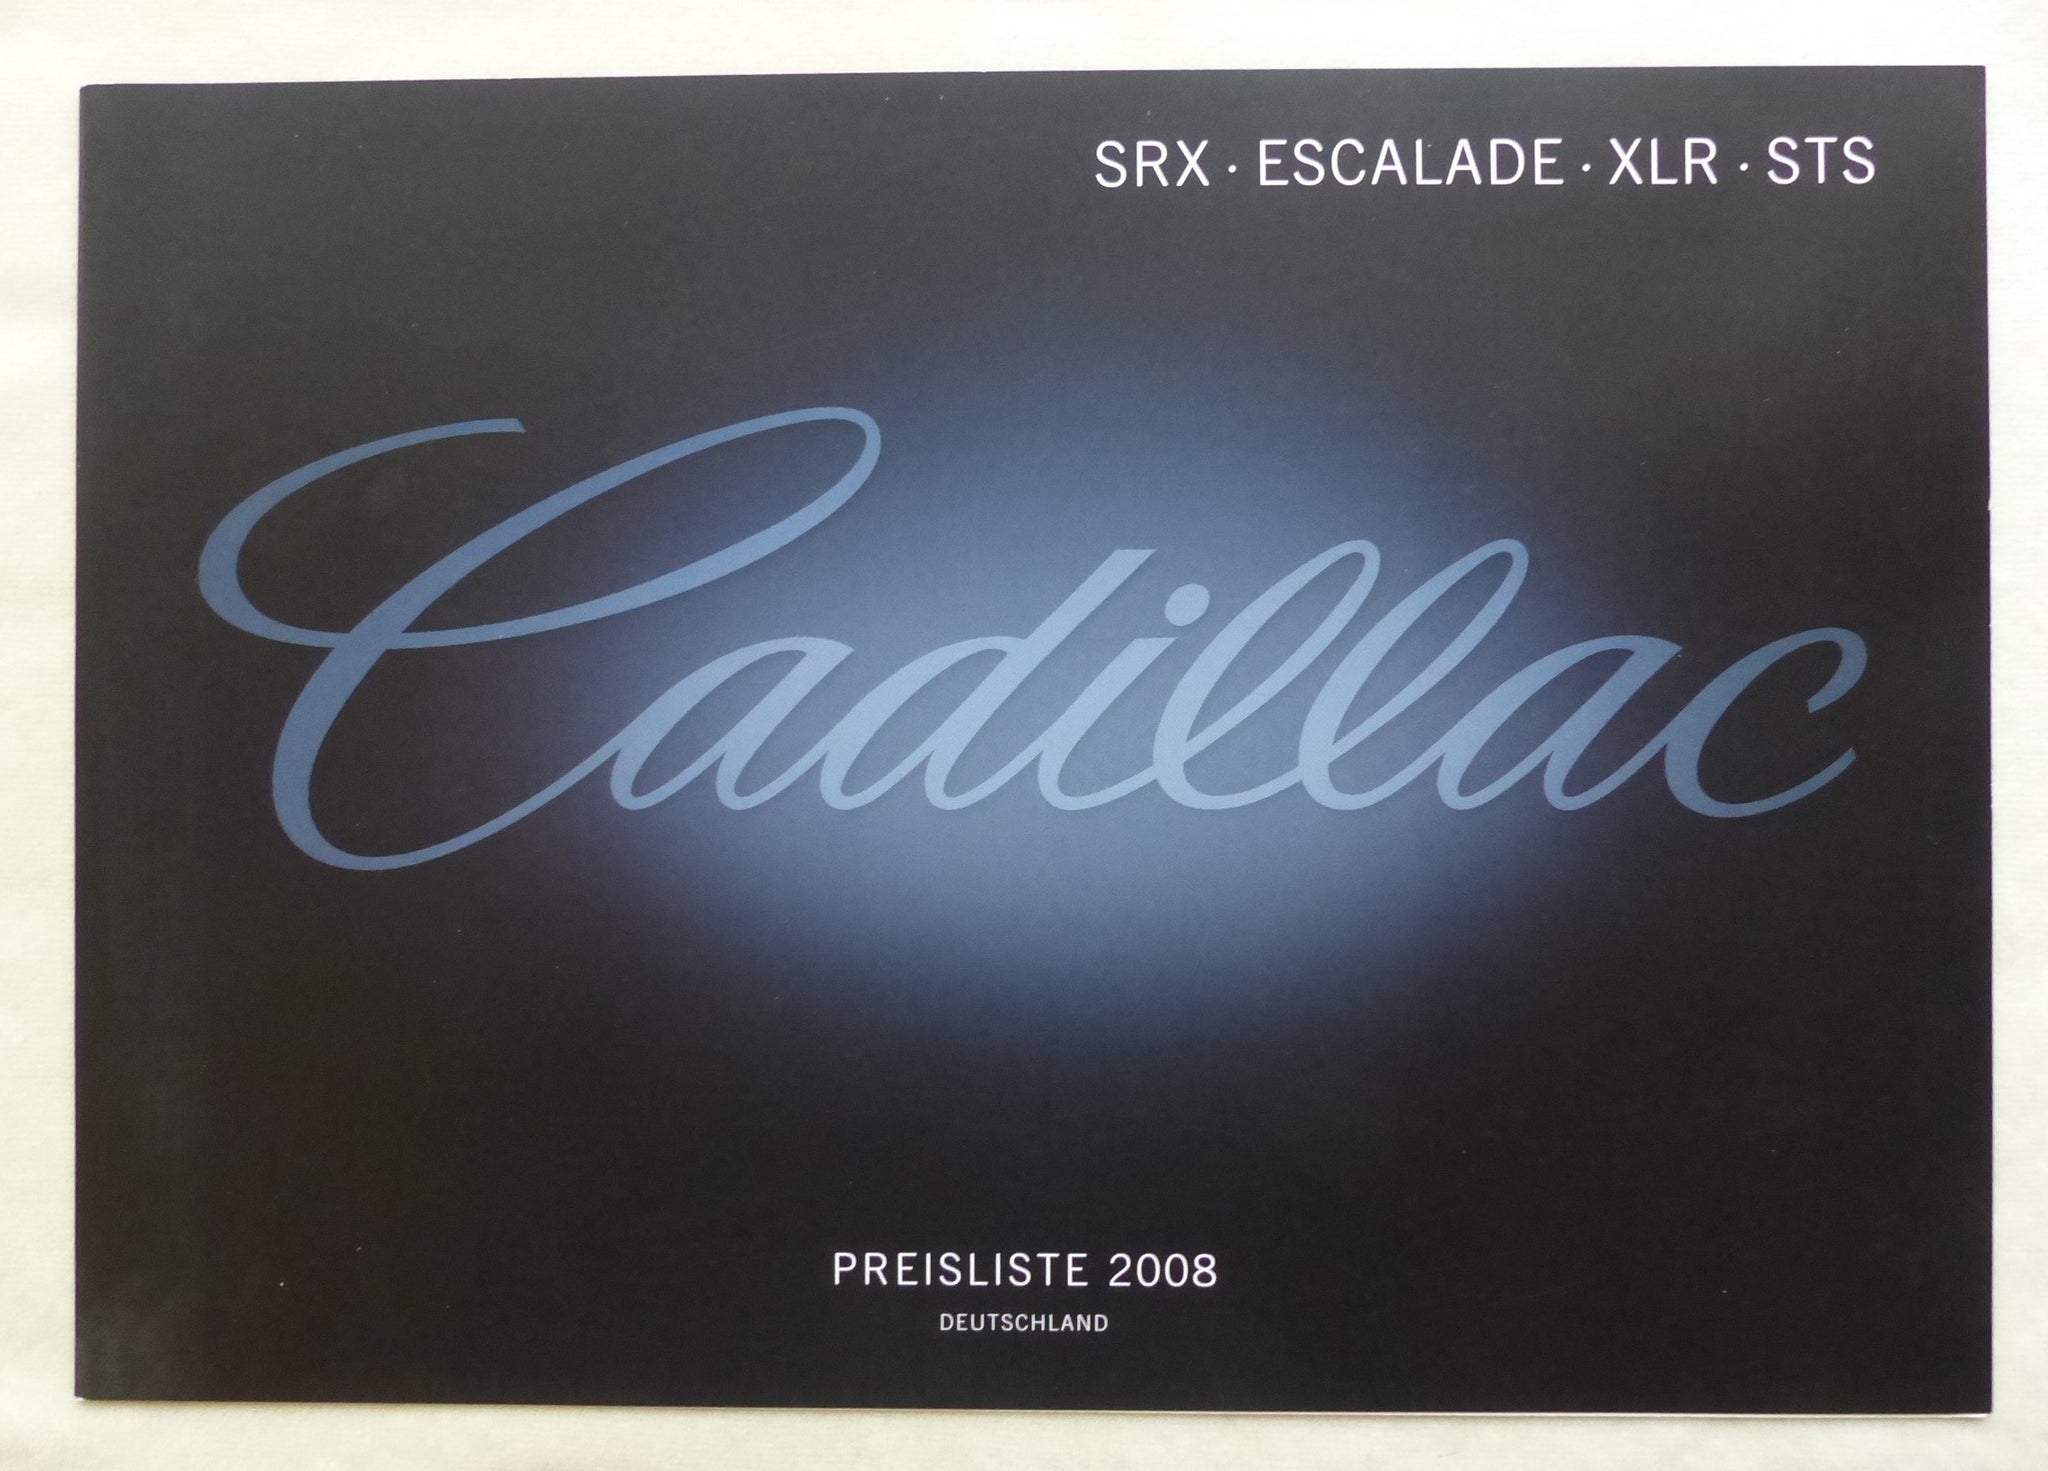 SRX · ESCALADE · XLR · STS
Cadillac
PREISLISTE 2008
DEUTSCHLAND